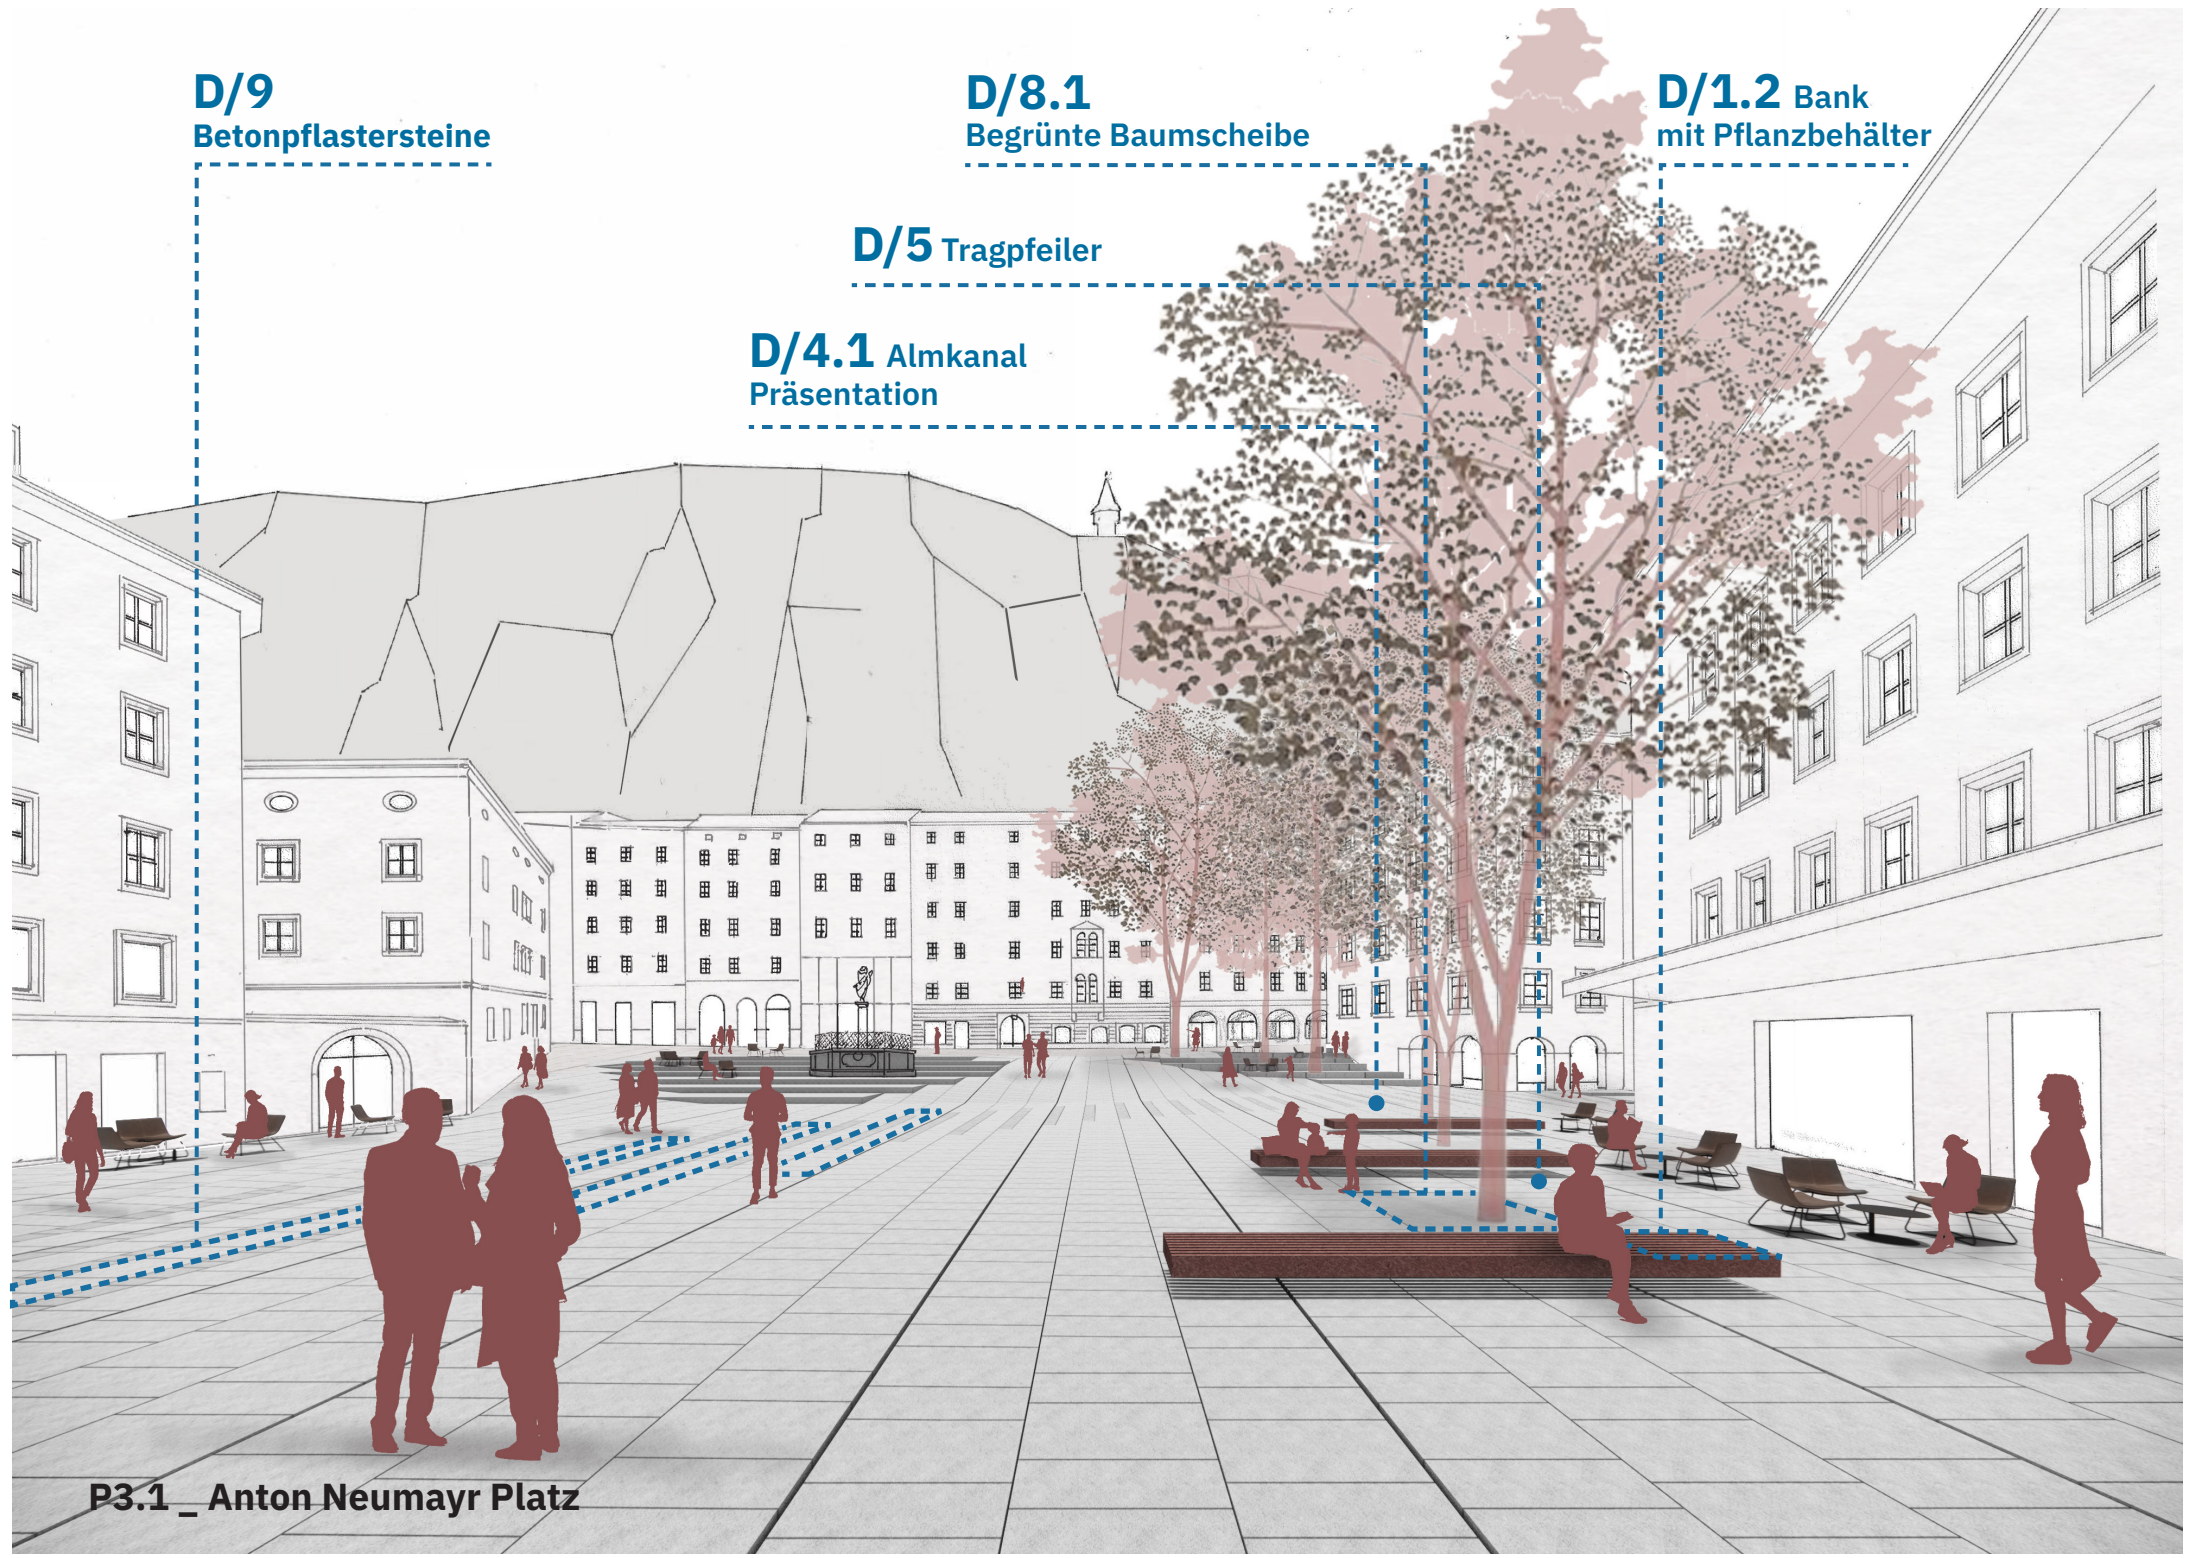 D/9
Betonpflastersteine
D/8.1
Begrünte Baumscheibe
D/1.2 Bank
mit Pflanzbehälter
D/5 Tragpfeiler
D/4.1 Almkanal
Präsentation
P3.1 _ Anton Neumayr Platz